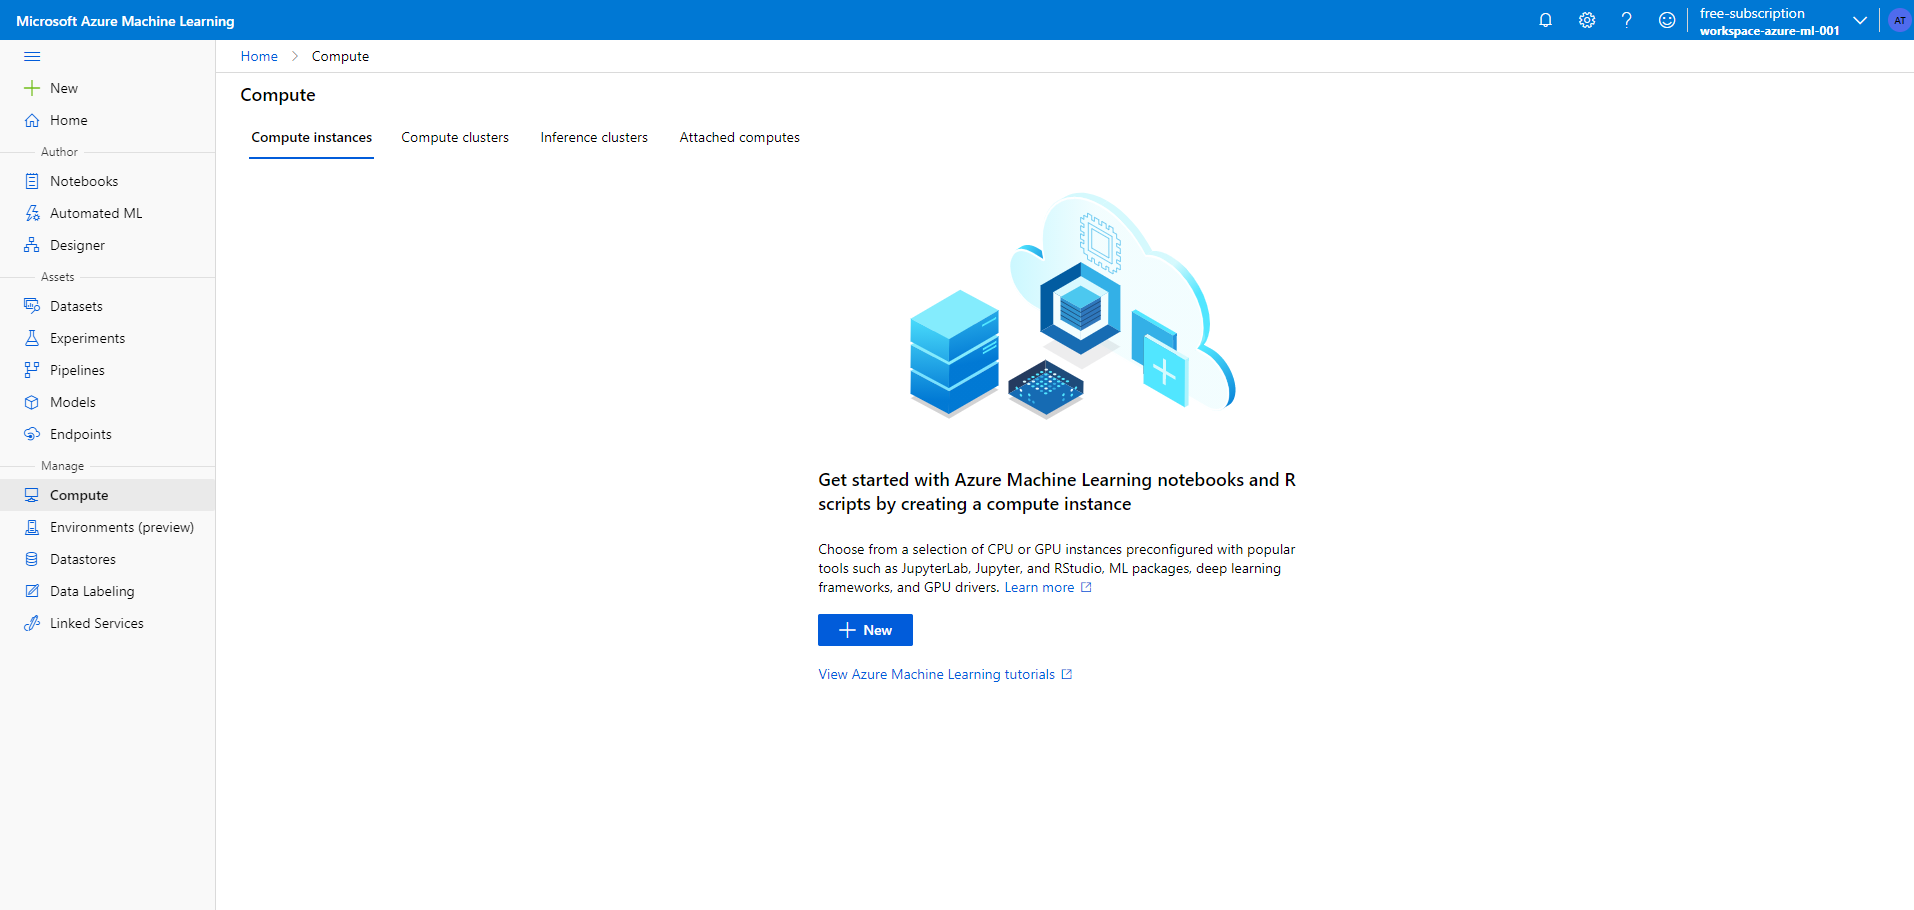 Microsoft Azure Machine Learning
free-subscription
workspace-azure-ml-001
AT
New
Home
Author
Notebooks
Automated ML
Designer
Assets
Datasets
Experiments
Pipelines
Models
Endpoints
Manage
Compute
Environments (preview)
Datastores
Data Labeling
Linked Services
Home > Compute
Compute
Compute instances Compute clusters Inference clusters Attached computes
Get started with Azure Machine Learning notebooks and R
scripts by creating a compute instance
Choose from a selection of CPU or GPU instances preconfigured with popular
tools such as JupyterLab, Jupyter, and RStudio, ML packages, deep learning
frameworks, and GPU drivers. Learn more
New
View Azure Machine Learning tutorials